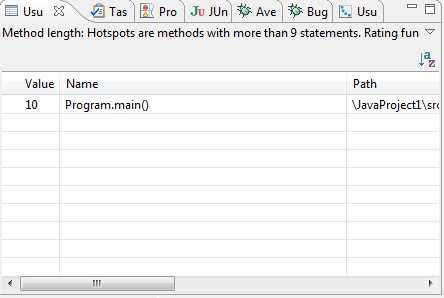 Usu Tas Pro JUn Ave Bug Usu
Method length: Hotspots are methods with more than 9 statements. Rating fun
Value Name Path
10 Program.main() \JavaProject1\src